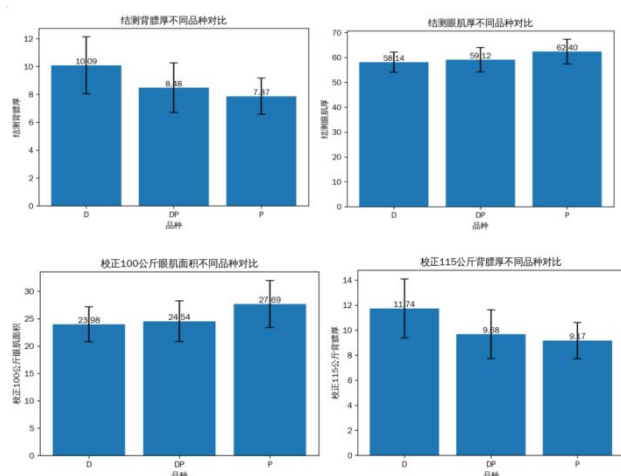 结测背膘厚不同品种对比
结测背膘厚
12
10
8
6
4
2
0
10.09
8.48
7.87
D
DP
P
品种
结测眼肌厚不同品种对比
结测眼肌厚
70
60
50
40
30
20
10
0
58.14
59.12
62.40
D
DP
P
品种
校正100公斤眼肌面积不同品种对比
校正100公斤眼肌面积
30
25
20
15
10
5
0
23.98
24.54
27.69
D
DP
P
品种
校正115公斤背膘厚不同品种对比
校正115公斤背膘厚
14
12
10
8
6
4
2
0
11.74
9.68
9.17
D
DP
P
品种